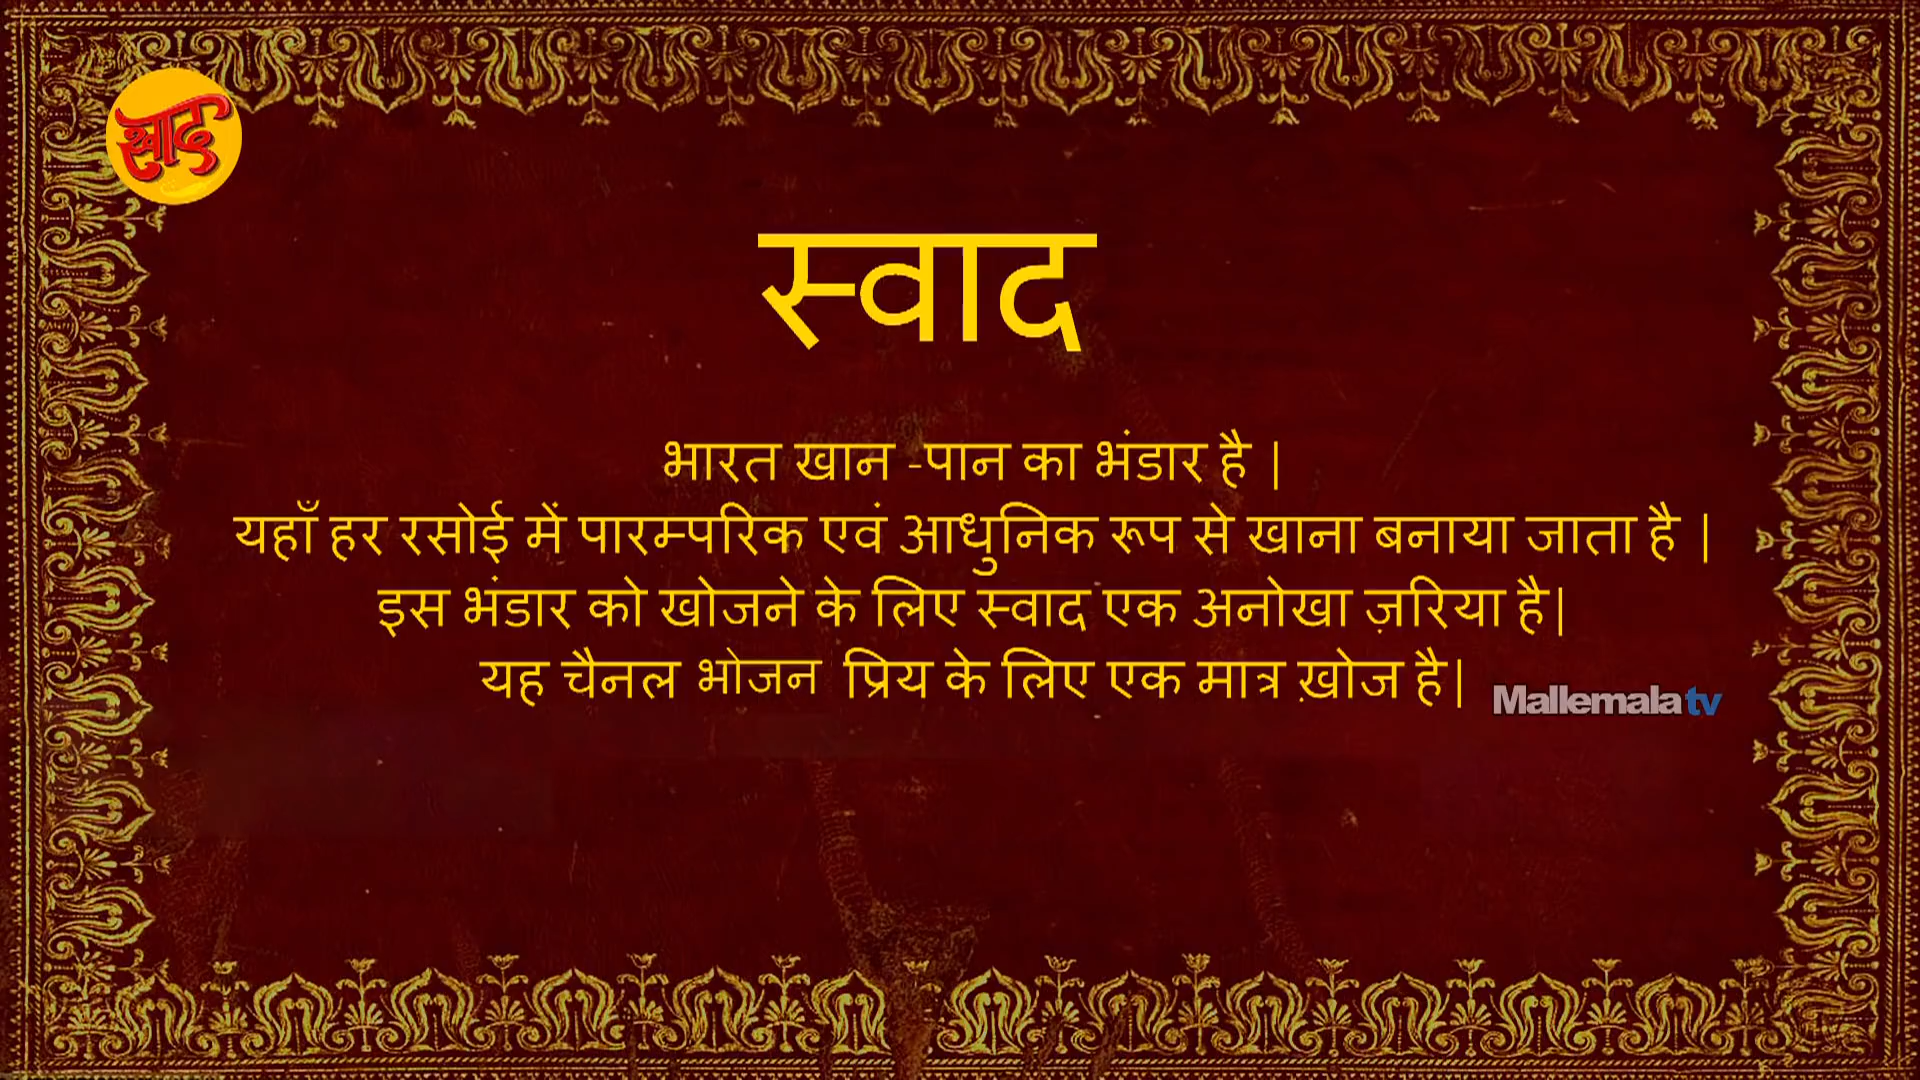 स्वाद
स्वाद
भारत खान -पान का भंडार है |
यहाँ हर रसोई में पारम्परिक एवं आधुनिक रूप से खाना बनाया जाता है |
इस भंडार को खोजने के लिए स्वाद एक अनोखा ज़रिया है|
यह चैनल भोजन प्रिय के लिए एक मात्र ख़ोज है|
Mallemalatv